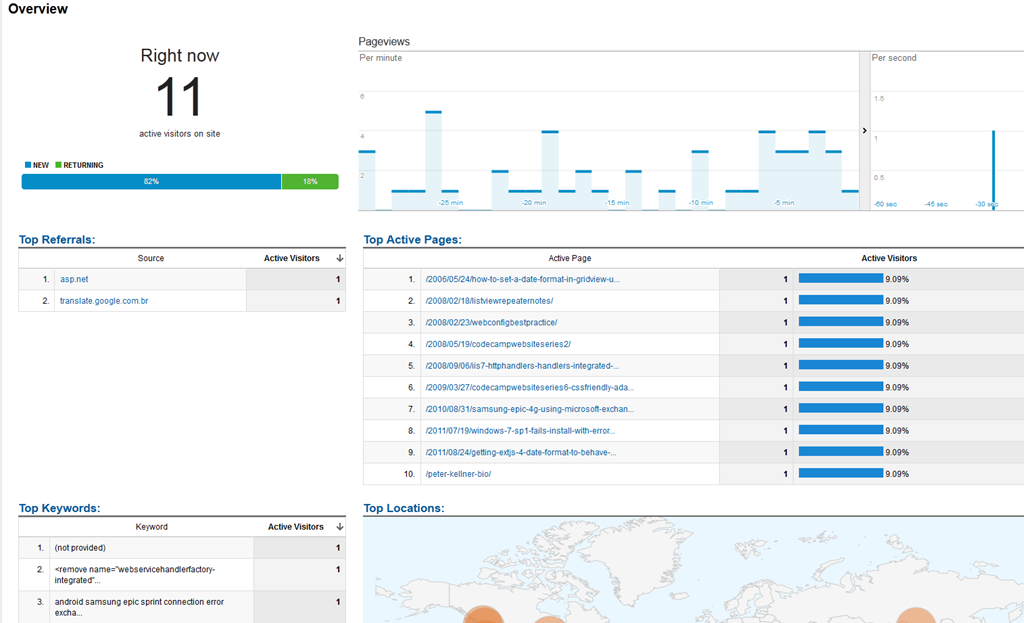 Overview
Right now
11
active visitors on site
NEW RETURNING
82% 18%
Pageviews
Per minute
Per second
6
4
2
-25 min -20 min -15 min -10 min -5 min
1.5
1
0.5
-60 sec -45 sec -30 sec
Top Referrals:
Source Active Visitors
1. asp.net 1
2. translate.google.com.br 1
Top Active Pages:
Active Page Active Visitors
1. /2006/05/24/how-to-set-a-date-format-in-gridview-u... 1 9.09%
2. /2008/02/18/listviewrepeaternotes/ 1 9.09%
3. /2008/02/23/webconfigbestpractice/ 1 9.09%
4. /2008/05/19/codecampwebsiteseries2/ 1 9.09%
5. /2008/09/06/iis7-httphandlers-handlers-integrated-... 1 9.09%
6. /2009/03/27/codecampwebsiteseries6-cssfriendly-ada... 1 9.09%
7. /2010/08/31/samsung-epic-4g-using-microsoft-exchan... 1 9.09%
8. /2011/07/19/windows-7-sp1-fails-install-with-error... 1 9.09%
9. /2011/08/24/getting-extjs-4-date-format-to-behave-... 1 9.09%
10. /peter-kellner-bio/ 1 9.09%
Top Keywords:
Keyword Active Visitors
1. (not provided) 1
2. <remove name="webservicehandlerfactory- 1
integrated"...
3. android samsung epic sprint connection error 1
excha...
Top Locations: